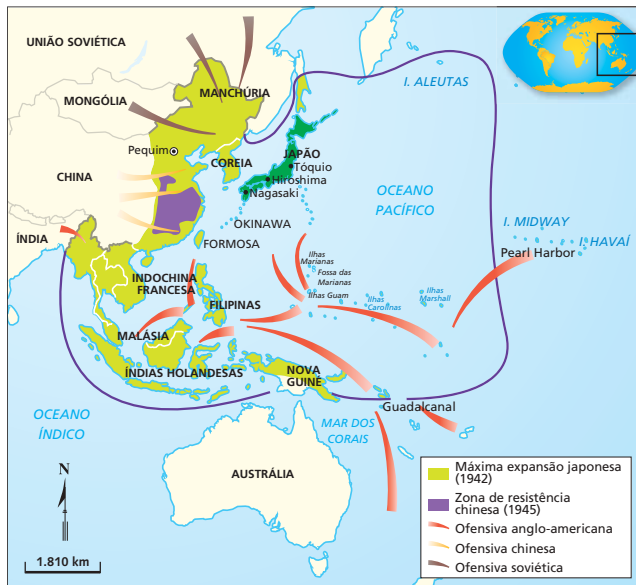 UNIÃO SOVIÉTICA
I. ALEUTAS
MONGÓLIA
MANCHÚRIA
Pequim
COREIA
JAPÃO
Tóquio
Hiroshima
Nagasaki
CHINA
OCEANO
PACÍFICO
OKINAWA
I. MIDWAY
I. HAVAÍ
Pearl Harbor
ÍNDIA
FORMOSA
Ilhas
Marianas
Fossa das
Marianas
Ilhas Guam
Ilhas
Carolinas
Ilhas
Marshall
INDOCHINA
FRANCESA
FILIPINAS
MALÁSIA
ÍNDIAS HOLANDESAS
NOVA
GUINÉ
Guadalcanal
OCEANO
ÍNDICO
MAR DOS
CORAIS
AUSTRÁLIA
N
1.810 km
Máxima expansão japonesa
(1942)
Zona de resistência
chinesa (1945)
Ofensiva anglo-americana
Ofensiva chinesa
Ofensiva soviética